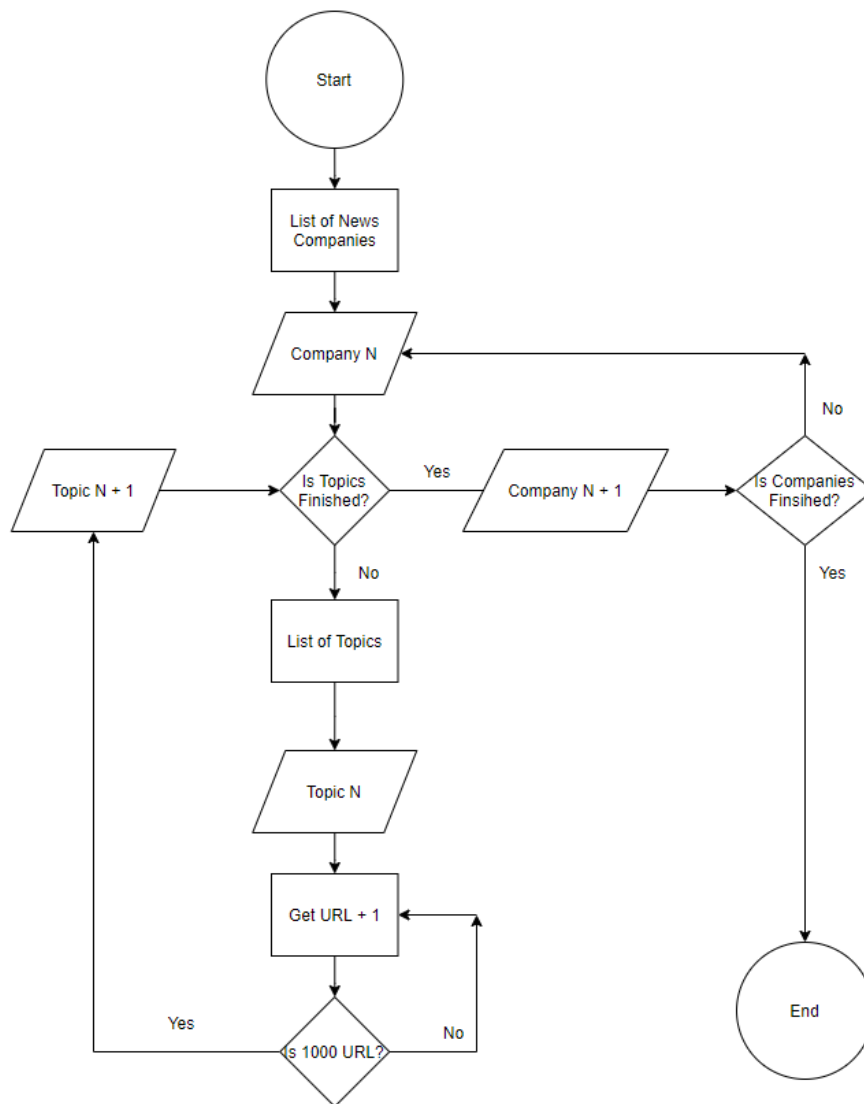 Start
List of News
Companies
Company N
No
Topic N + 1
Is Topics
Finished?
Yes
Company N + 1
Is Companies
Finsihed?
No
Yes
List of Topics
Topic N
Get URL + 1
Yes
Is 1000 URL?
No
End